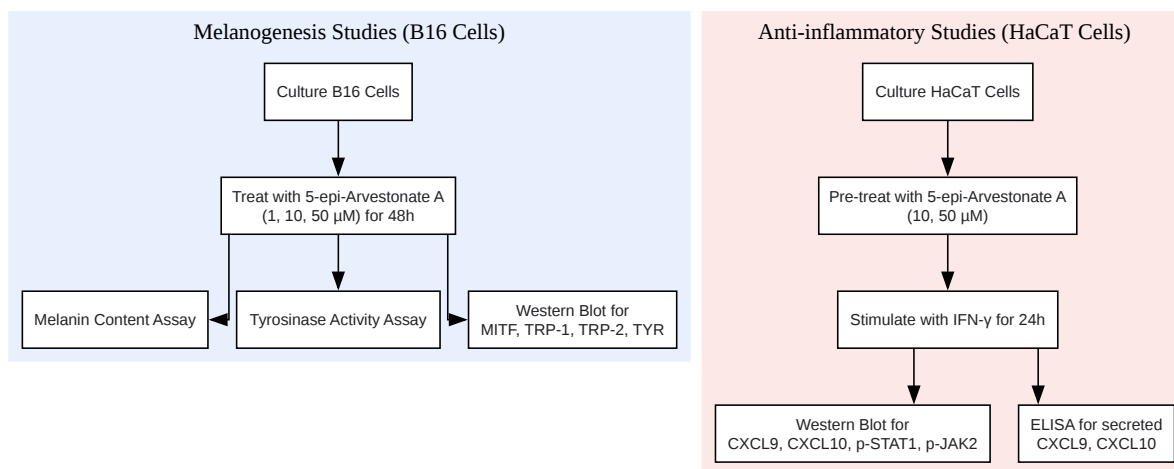 Melanogenesis Studies (B16 Cells)
Culture B16 Cells
Treat with 5-epi-Arvestonate A
(1, 10, 50 µM) for 48h
Melanin Content Assay
Tyrosinase Activity Assay
Western Blot for
MITF, TRP-1, TRP-2, TYR
Anti-inflammatory Studies (HaCaT Cells)
Culture HaCaT Cells
Pre-treat with 5-epi-Arvestonate A
(10, 50 µM)
Stimulate with IFN-γ for 24h
Western Blot for
CXCL9, CXCL10, p-STAT1, p-JAK2
ELISA for secreted
CXCL9, CXCL10